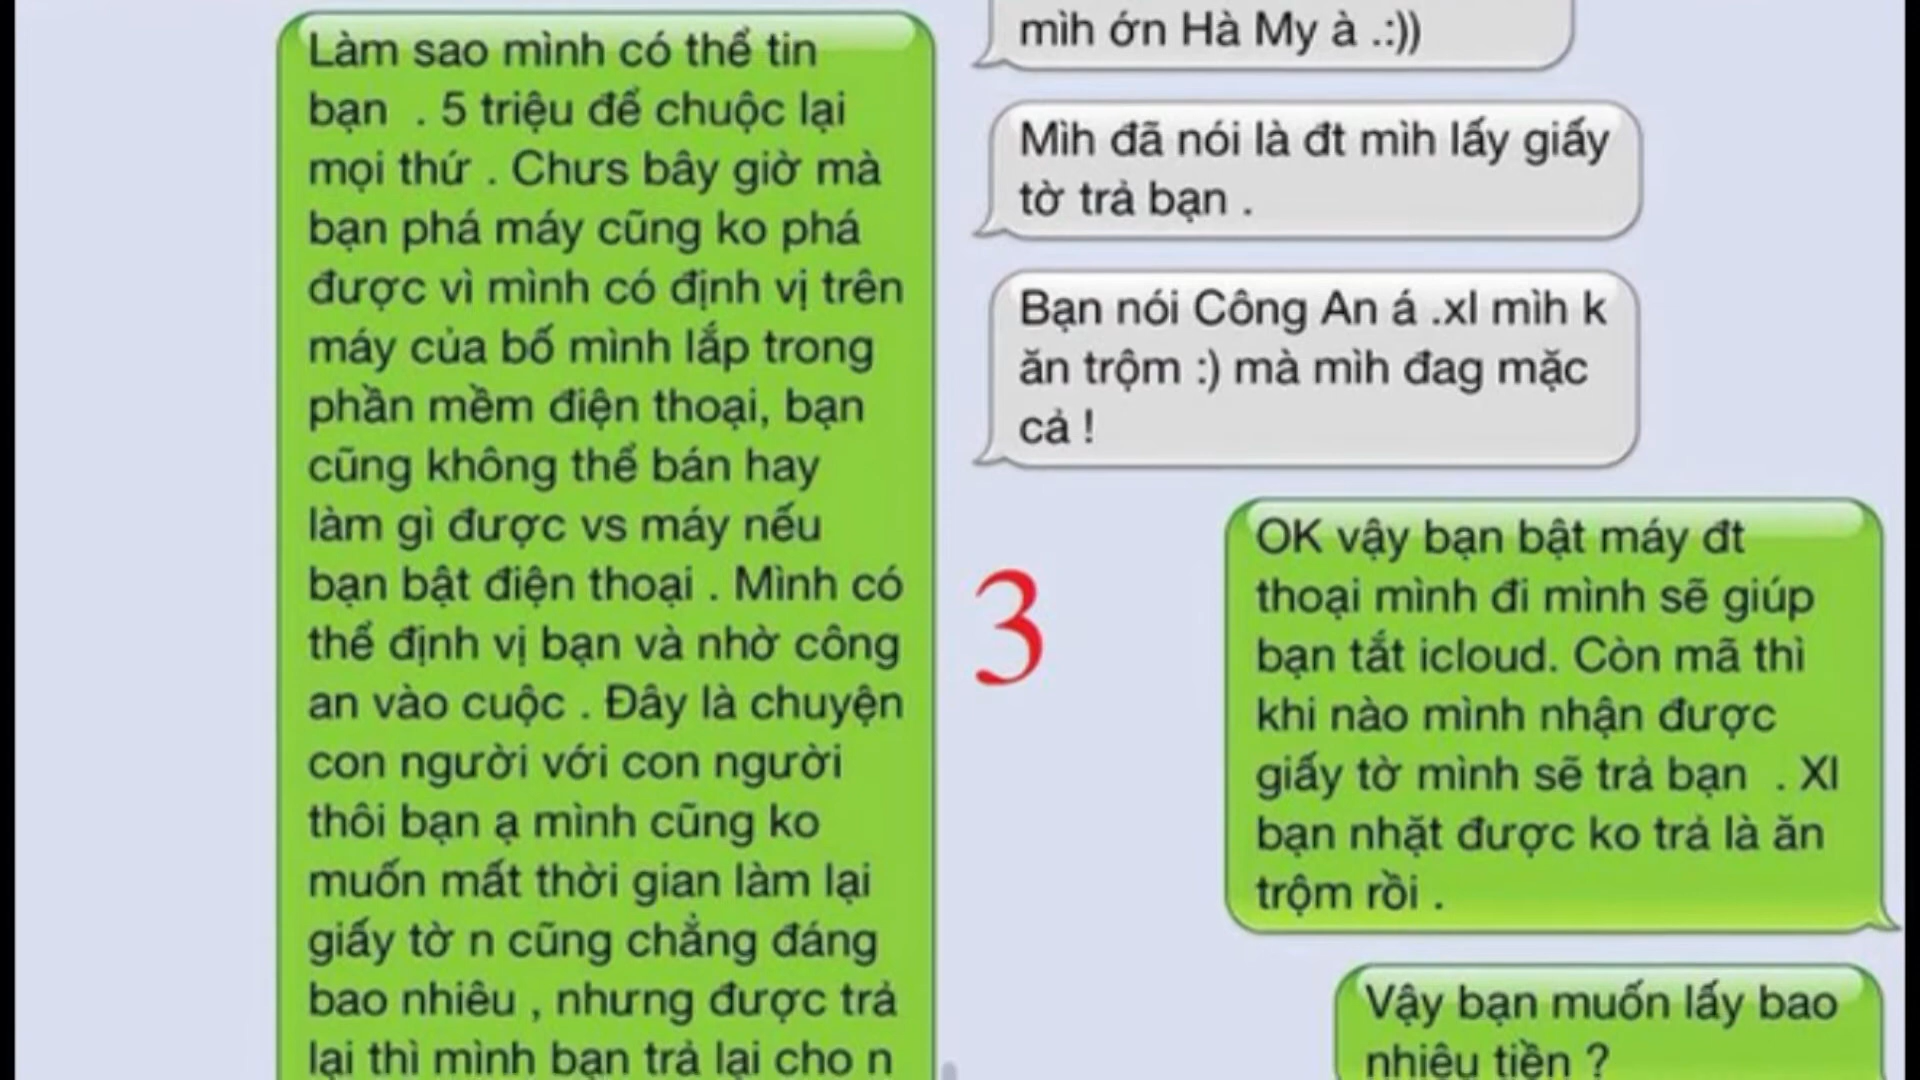 Làm sao mình có thể tin
bạn . 5 triệu để chuộc lại
mọi thứ . Chưs bây giờ mà
bạn phá máy cũng ko phá
được vì mình có định vị trên
máy của bố mình lắp trong
phần mềm điện thoại, bạn
cũng không thể bán hay
làm gì được vs máy nếu
bạn bật điện thoại . Mình có
thể định vị bạn và nhờ công
an vào cuộc . Đây là chuyện
con người với con người
thôi bạn ạ mình cũng ko
muốn mất thời gian làm lại
giấy tờ n cũng chẳng đáng
bao nhiêu , nhưng được trả
lại thì mình bạn trả lại cho n
3
mìh ớn Hà My à .:))
Mìh đã nói là đt mìh lấy giấy
tờ trả bạn .
Bạn nói Công An á .xl mìh k
ăn trộm :) mà mìh đag mặc
cả !
OK vậy bạn bật máy đt
thoại mình đi mình sẽ giúp
bạn tắt icloud. Còn mã thì
khi nào mình nhận được
giấy tờ mình sẽ trả bạn . Xl
bạn nhặt được ko trả là ăn
trộm rồi .
Vậy bạn muốn lấy bao
nhiêu tiền ?